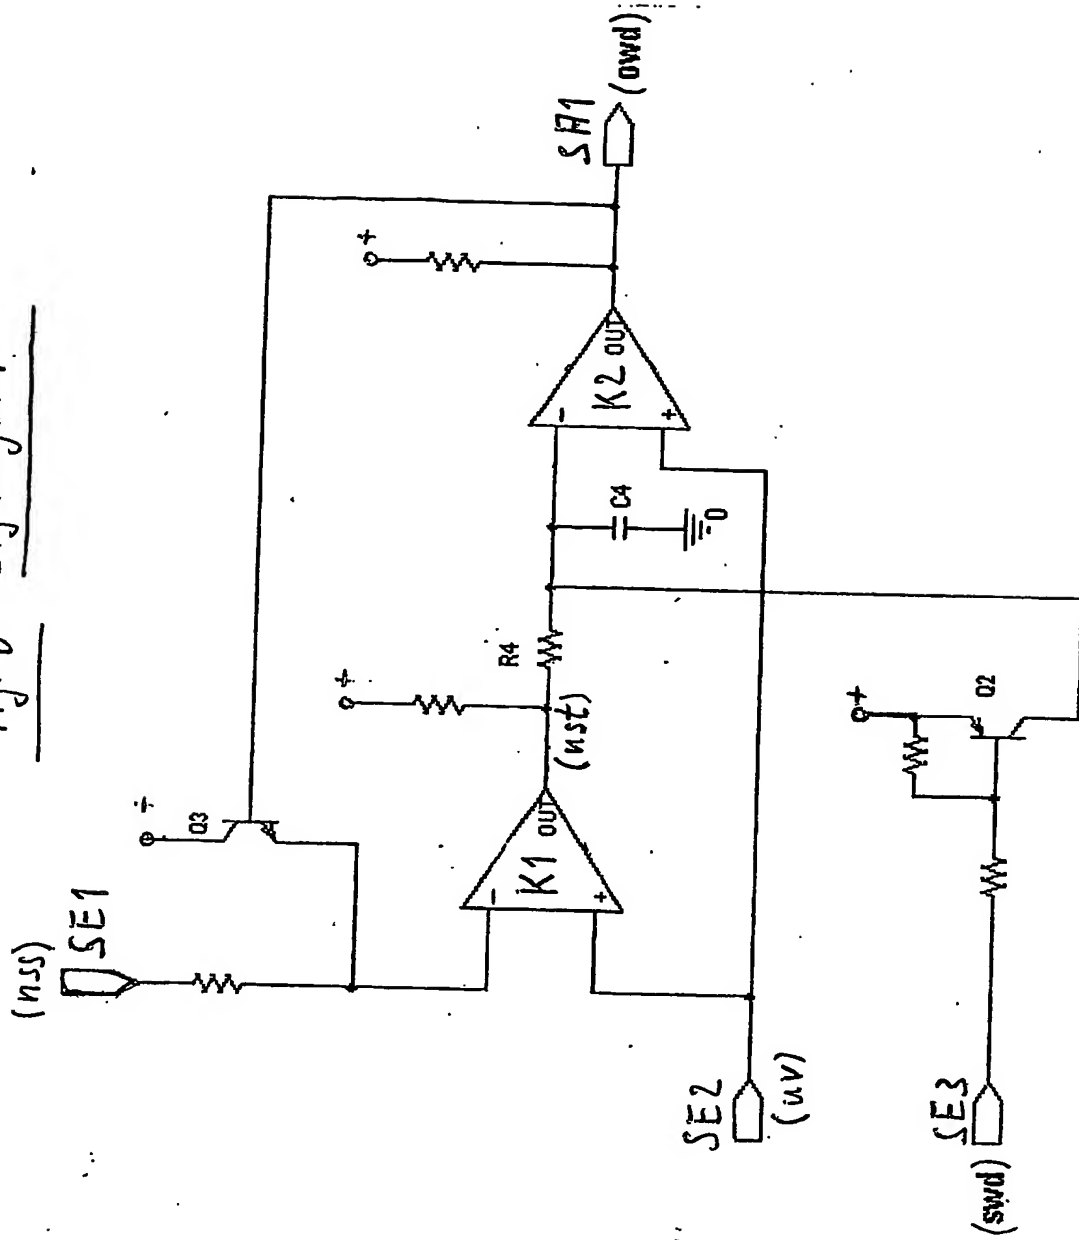 (nss)
SE1
+
Q3
+
+
SA1
(owd)
K1
-
+
OUT
(nst)
R4
C4
0
K2
-
+
OUT
SE2
(uv)
+
Q2
SE3
(swd)